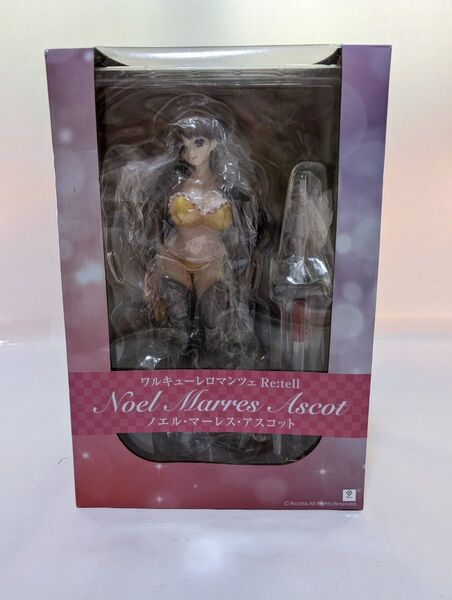 ワルキューレロマンツェ Re:tell
Noel Marres Ascot
ノエル・マーレス・アスコット
© Ricotta All Rights Reserved.